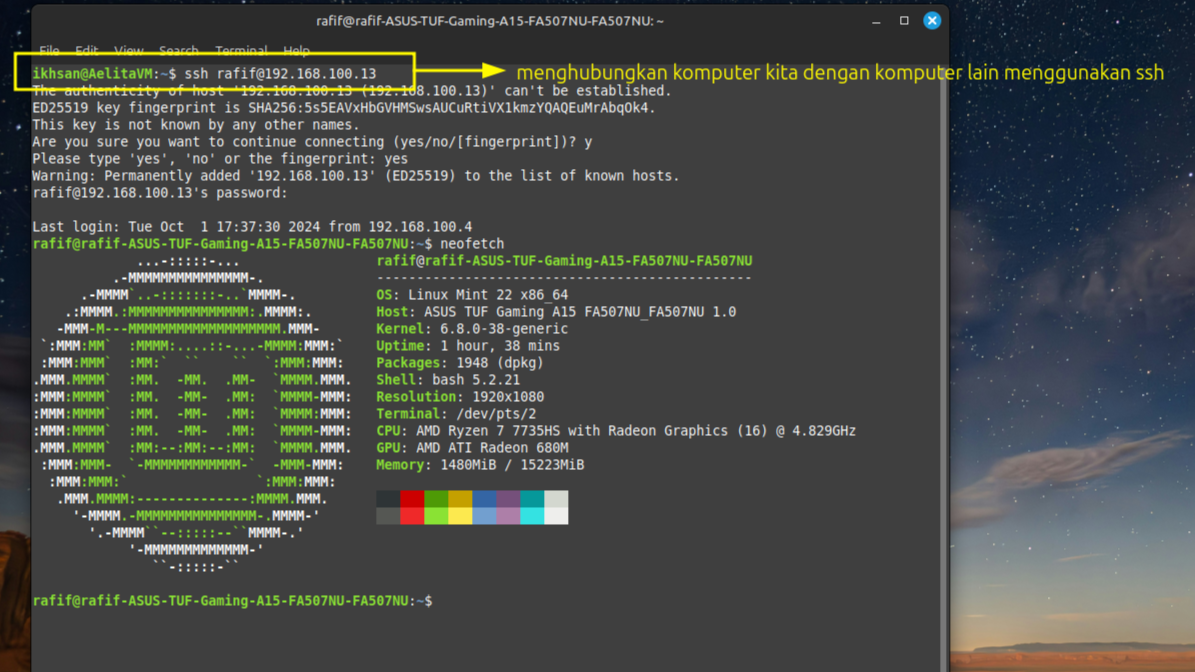 rafif@rafif-ASUS-TUF-Gaming-A15-FA507NU-FA507NU: ~
File Edit View Search Terminal Help
ikhsan@AelitaVM:~$ ssh rafif@192.168.100.13
menghubungkan komputer kita dengan komputer lain menggunakan ssh
The authenticity of host '192.168.100.13 (192.168.100.13)' can't be established.
ED25519 key fingerprint is SHA256:5s5EAVxHbGVHMSwsAUCuRtiVX1kmzYQAQEuMrAbqOk4.
This key is not known by any other names.
Are you sure you want to continue connecting (yes/no/[fingerprint])? y
Please type 'yes', 'no' or the fingerprint: yes
Warning: Permanently added '192.168.100.13' (ED25519) to the list of known hosts.
rafif@192.168.100.13's password:
Last login: Tue Oct  1 17:37:30 2024 from 192.168.100.4
rafif@rafif-ASUS-TUF-Gaming-A15-FA507NU-FA507NU:~$ neofetch
rafif@rafif-ASUS-TUF-Gaming-A15-FA507NU-FA507NU
-----------------------------------------------
OS: Linux Mint 22 x86_64
Host: ASUS TUF Gaming A15 FA507NU_FA507NU 1.0
Kernel: 6.8.0-38-generic
Uptime: 1 hour, 38 mins
Packages: 1948 (dpkg)
Shell: bash 5.2.21
Resolution: 1920x1080
Terminal: /dev/pts/2
CPU: AMD Ryzen 7 7735HS with Radeon Graphics (16) @ 4.829GHz
GPU: AMD ATI Radeon 680M
Memory: 1480MiB / 15223MiB
rafif@rafif-ASUS-TUF-Gaming-A15-FA507NU-FA507NU:~$